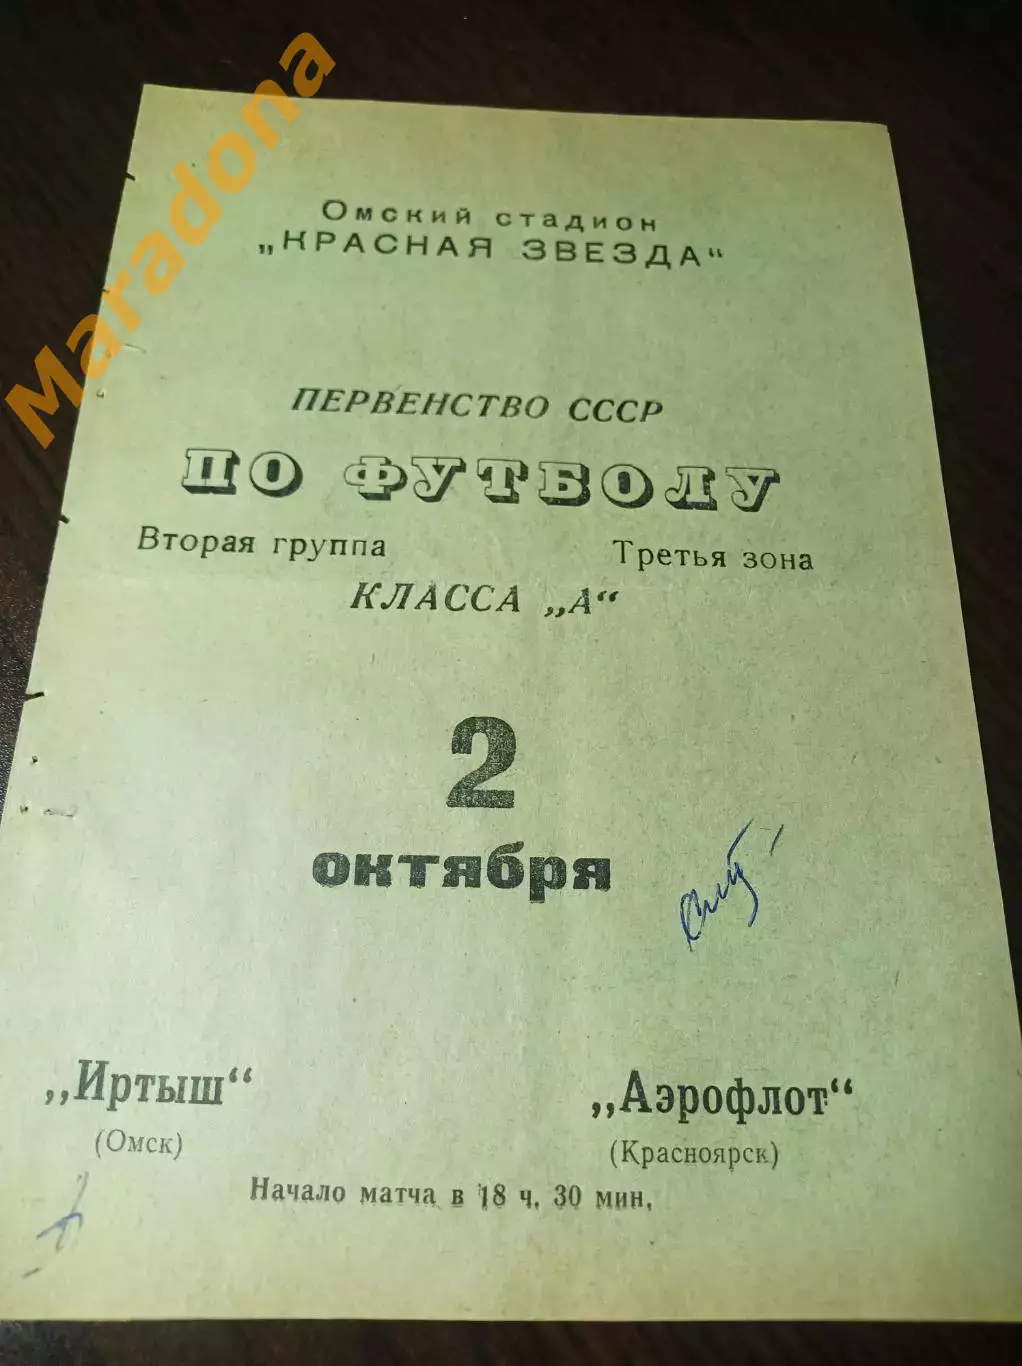 Maradona
Омский стадион
„КРАСНАЯ ЗВЕЗДА“
ПЕРВЕНСТВО СССР
ПО ФУТБОЛУ
Вторая группа Третья зона
КЛАССА „А“
2
октября
„Иртыш“ „Аэрофлот“
(Омск) (Красноярск)
Начало матча в 18 ч. 30 мин.